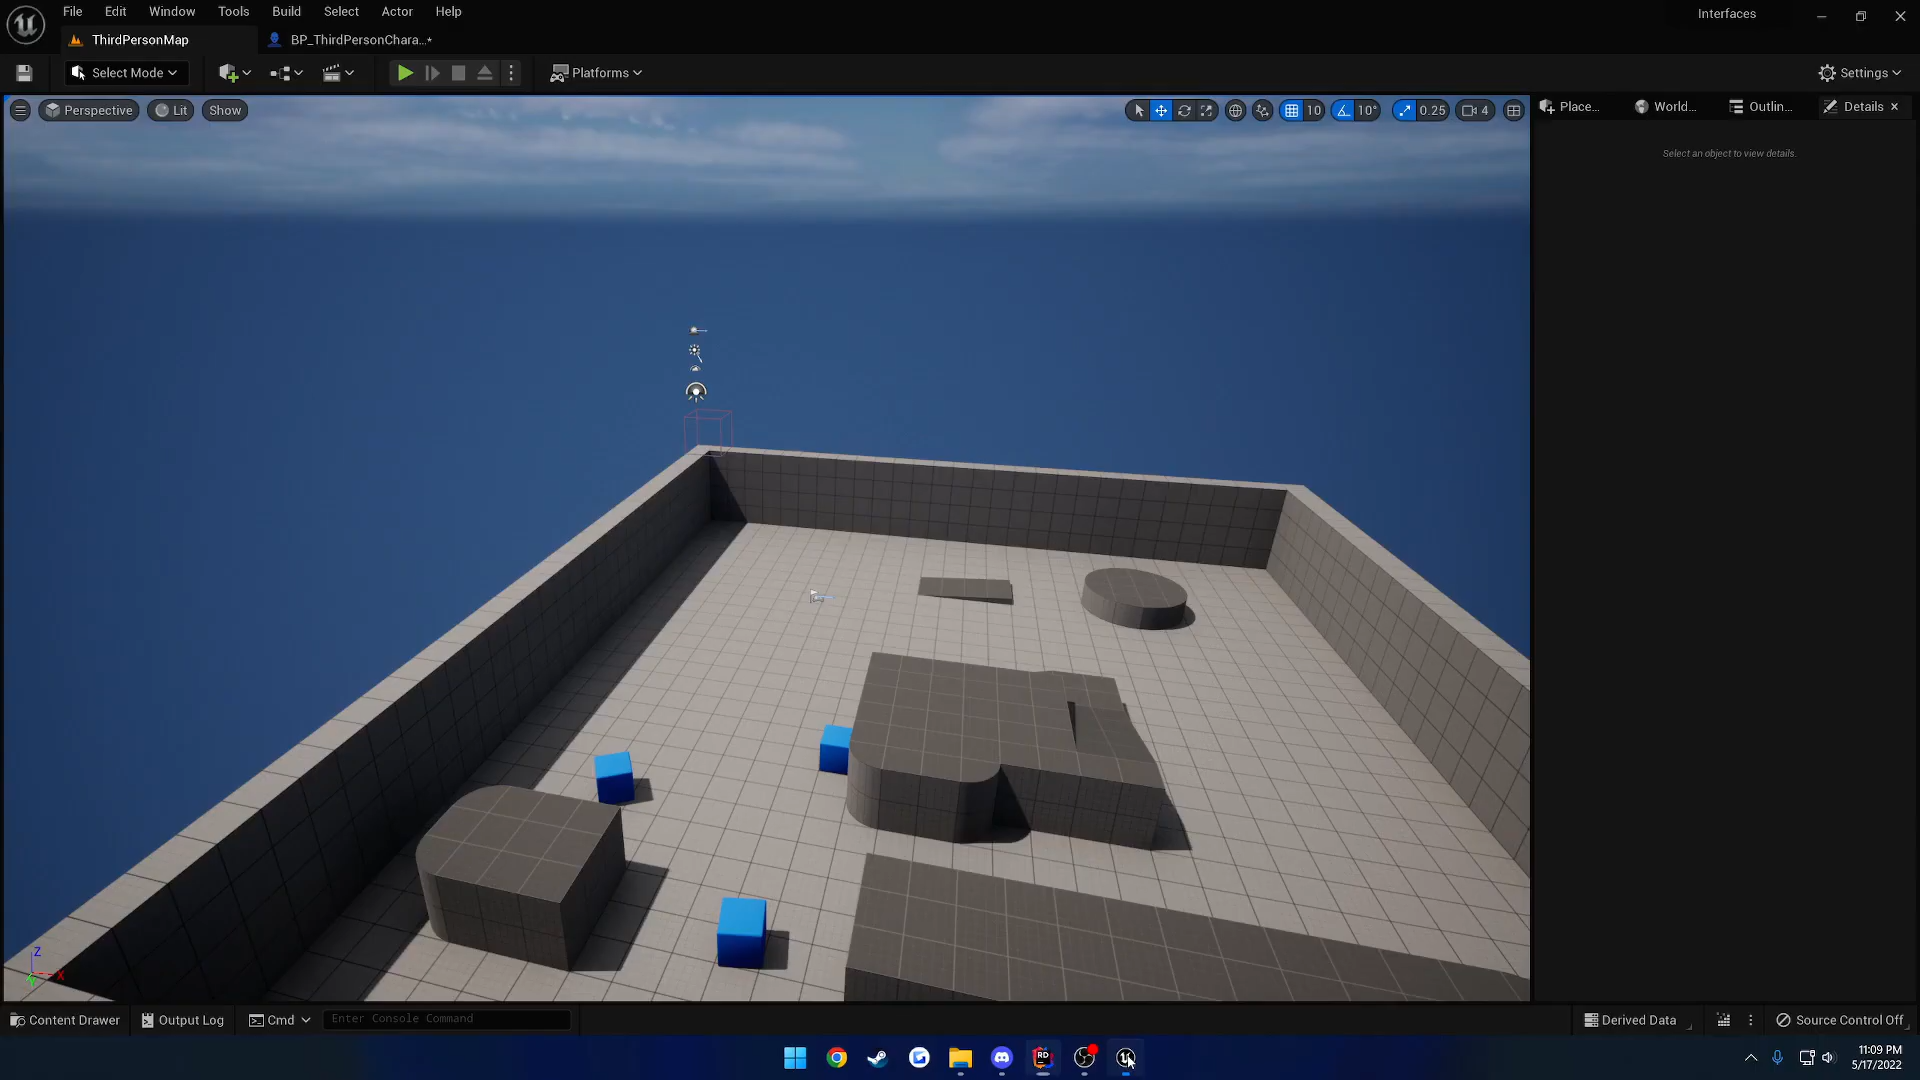 File Edit Window Tools Build Select Actor Help
Interfaces
ThirdPersonMap
BP_ThirdPersonChara...*
Select Mode
Platforms
Settings
Perspective
Lit
Show
10
10°
0.25
4
Place...
World...
Outlin...
Details
Select an object to view details.
Z
X
Content Drawer
Output Log
Cmd
Enter Console Command
Derived Data
Source Control Off
RD
11:09 PM
5/17/2022